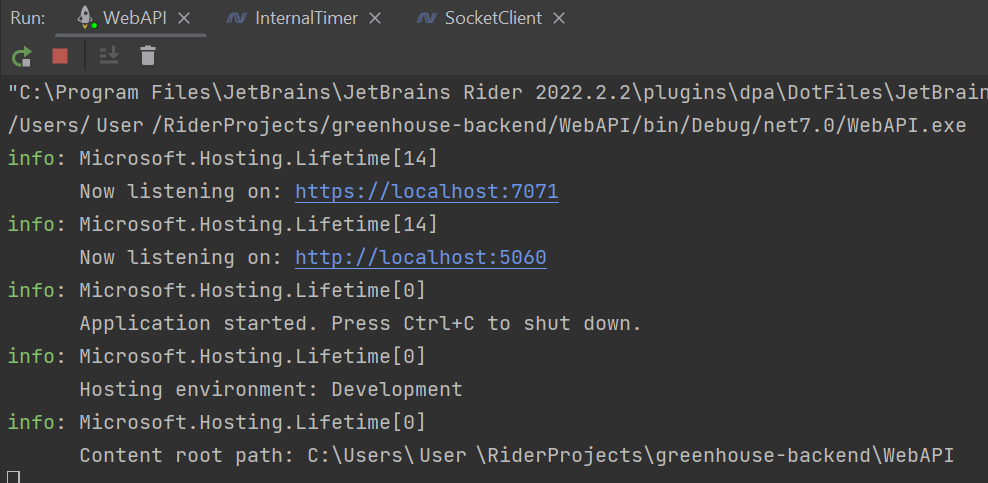 Run: WebAPI InternalTimer SocketClient
"C:\Program Files\JetBrains\JetBrains Rider 2022.2.2\plugins\dpa\DotFiles\JetBrain
/Users/ User /RiderProjects/greenhouse-backend/WebAPI/bin/Debug/net7.0/WebAPI.exe
info: Microsoft.Hosting.Lifetime[14]
Now listening on: https://localhost:7071
info: Microsoft.Hosting.Lifetime[14]
Now listening on: http://localhost:5060
info: Microsoft.Hosting.Lifetime[0]
Application started. Press Ctrl+C to shut down.
info: Microsoft.Hosting.Lifetime[0]
Hosting environment: Development
info: Microsoft.Hosting.Lifetime[0]
Content root path: C:\Users\ User \RiderProjects\greenhouse-backend\WebAPI